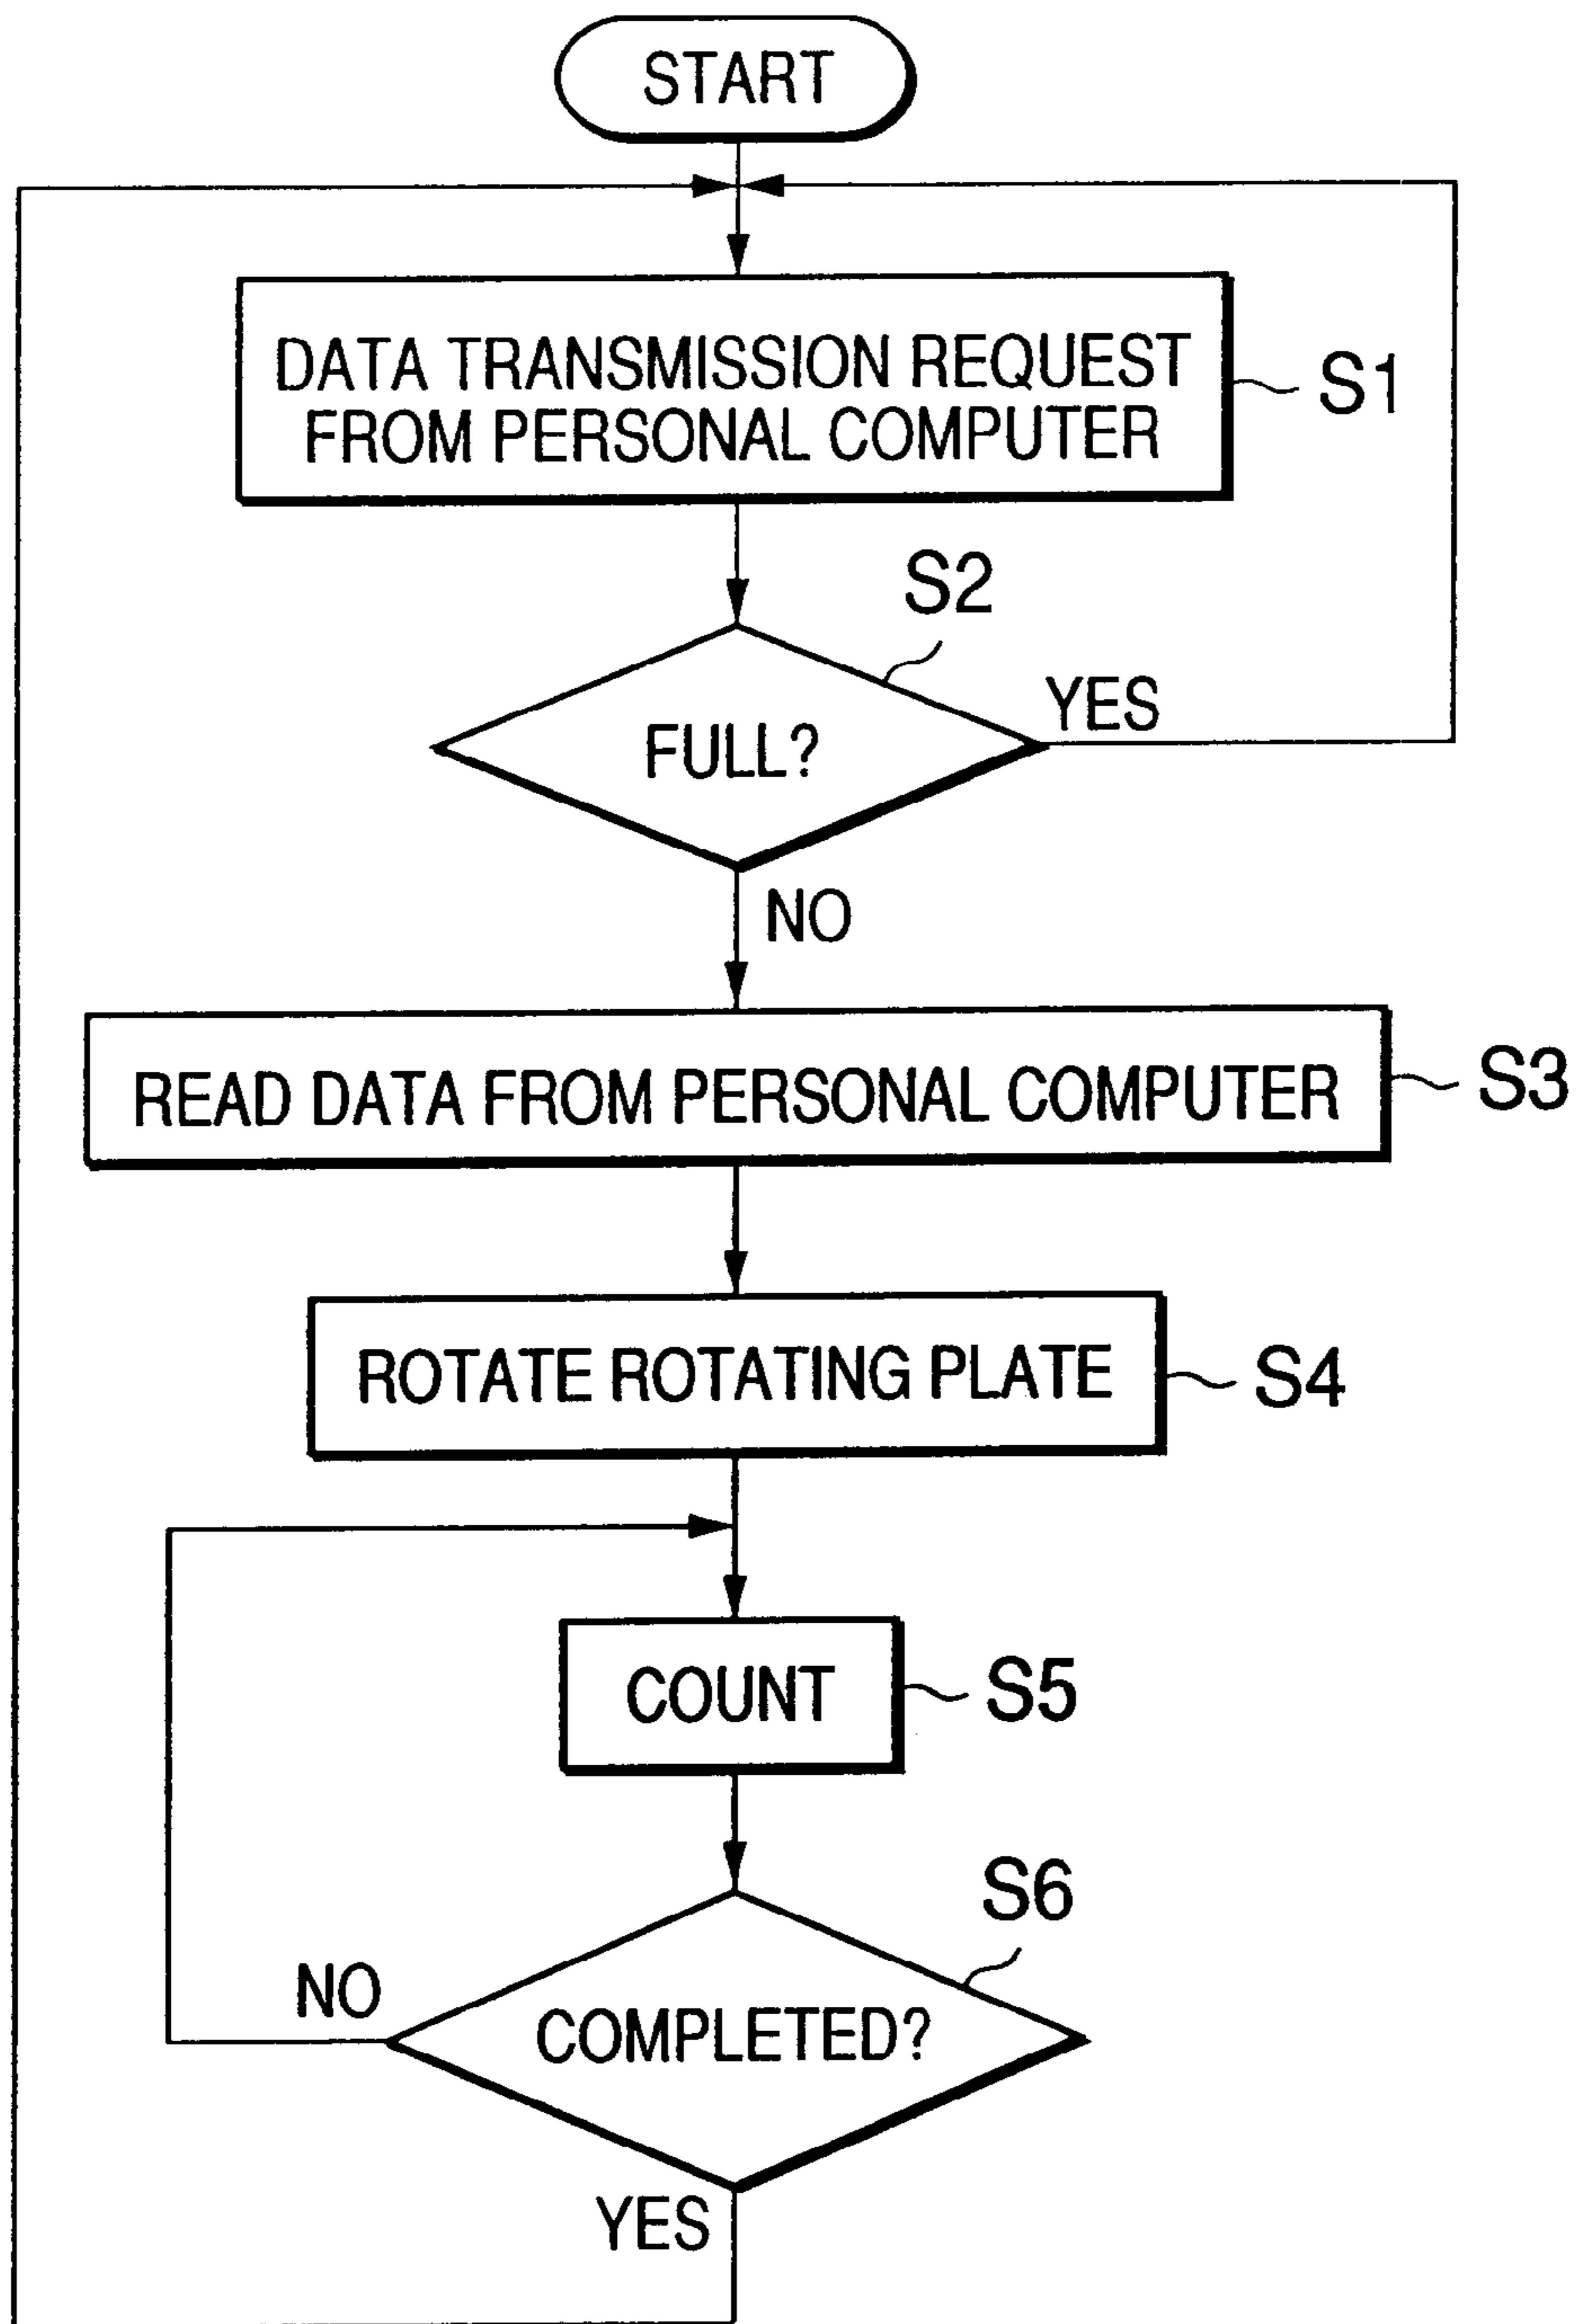 START
DATA TRANSMISSION REQUEST
FROM PERSONAL COMPUTER
S1
S2
FULL?
YES
NO
READ DATA FROM PERSONAL COMPUTER
S3
ROTATE ROTATING PLATE
S4
COUNT
S5
S6
COMPLETED?
NO
YES